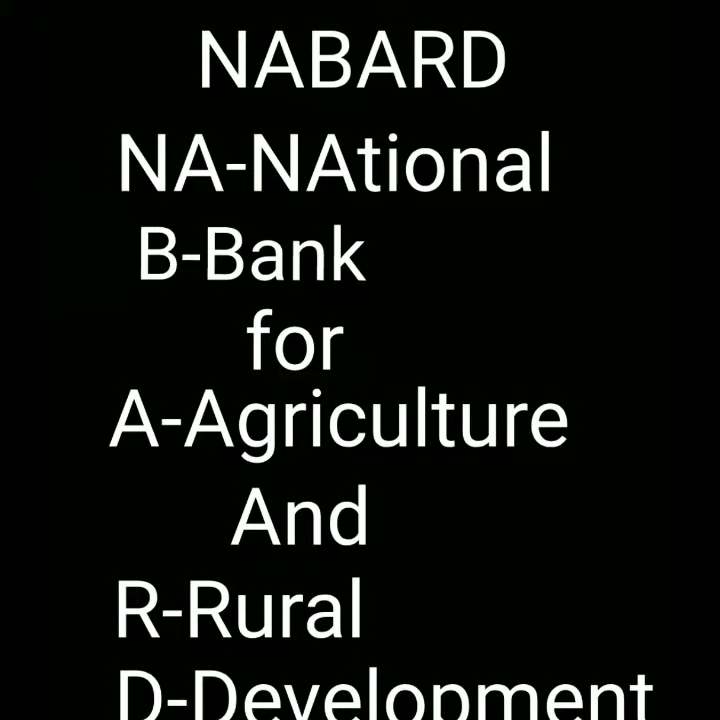 NABARD
NA-NAtional
B-Bank
for
A-Agriculture
And
R-Rural
D-Development